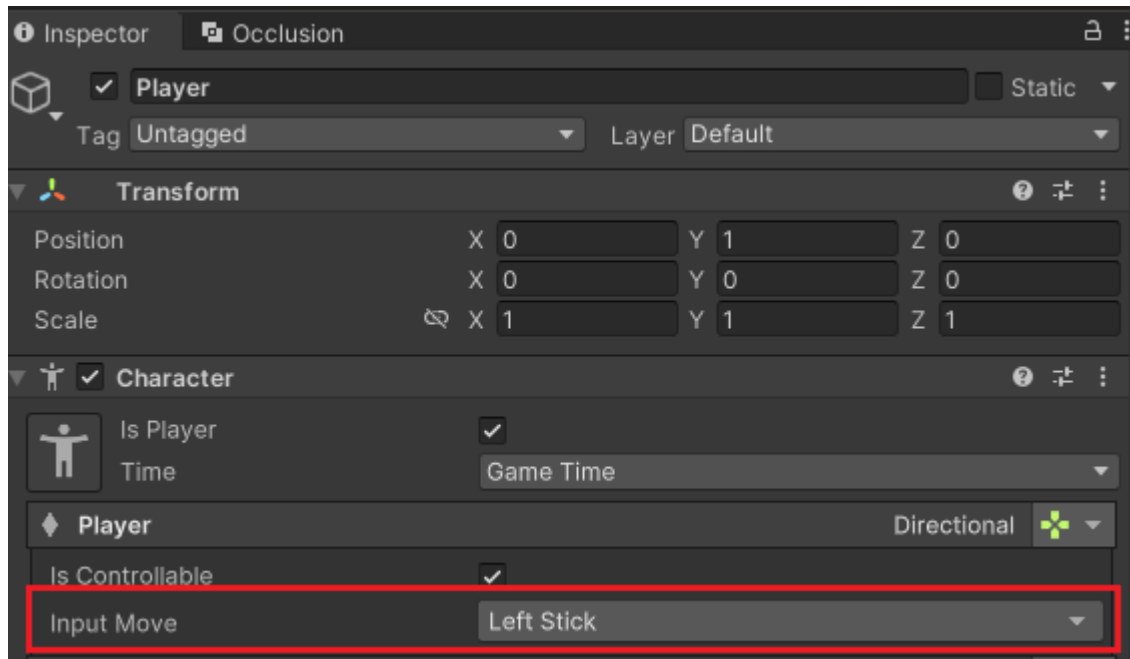 Inspector Occlusion
Player Static
Tag Untagged Layer Default
Transform
Position X 0 Y 1 Z 0
Rotation X 0 Y 0 Z 0
Scale X 1 Y 1 Z 1
Character
Is Player
Time Game Time
Player Directional
Is Controllable
Input Move Left Stick